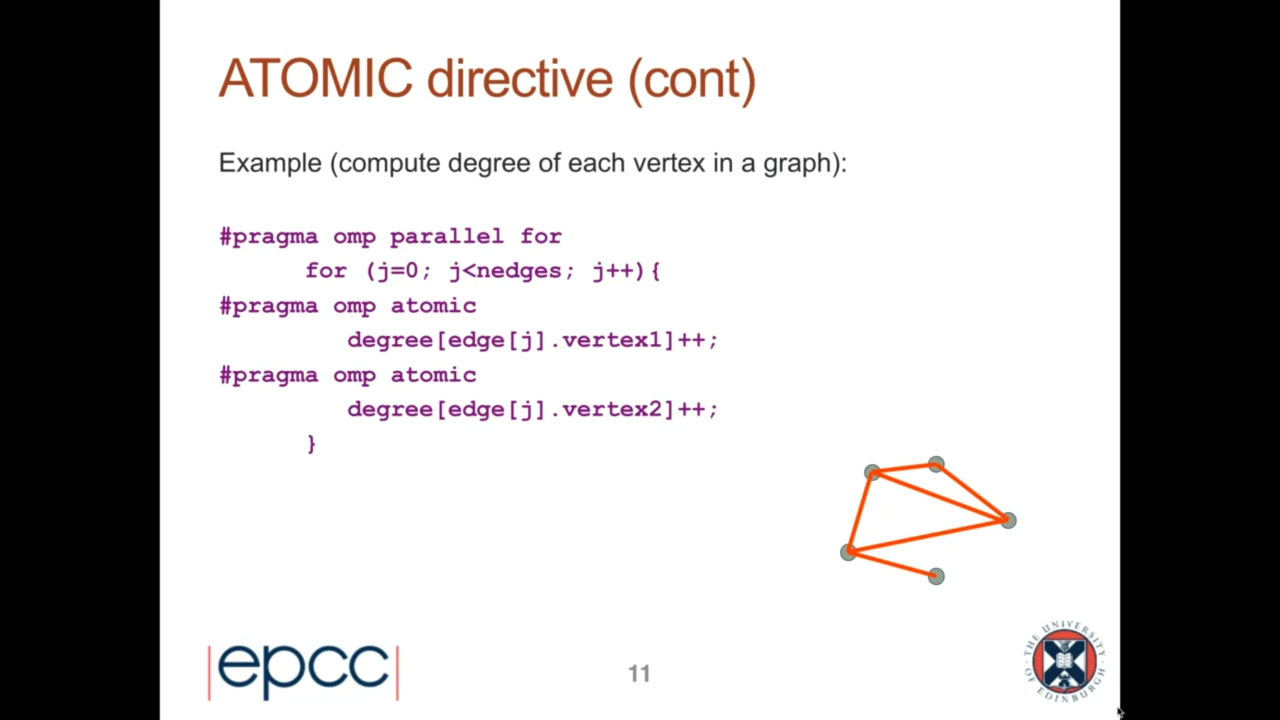 ATOMIC directive (cont)
Example (compute degree of each vertex in a graph):
#pragma omp parallel for
for (j=0; j<nedges; j++){
#pragma omp atomic
degree[edge[j].vertex1]++;
#pragma omp atomic
degree[edge[j].vertex2]++;
}
|epcc|
11
THE UNIVERSITY OF EDINBURGH